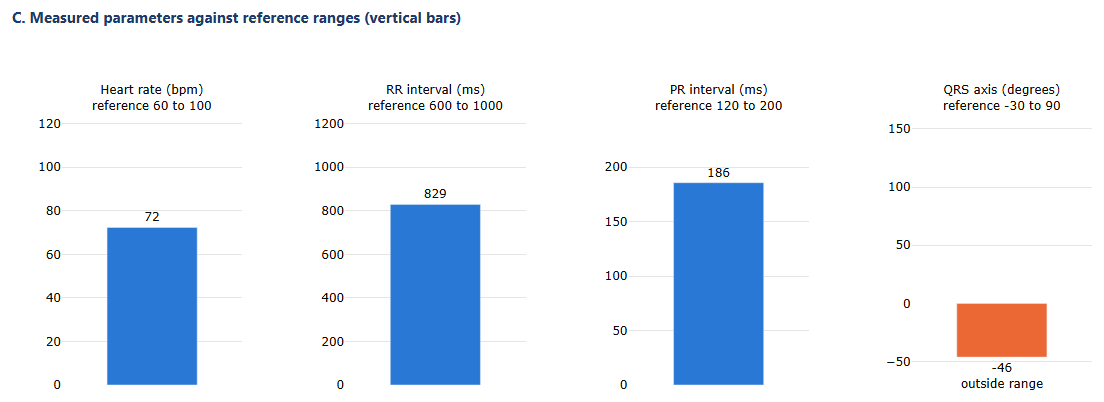 C. Measured parameters against reference ranges (vertical bars)
Heart rate (bpm)
reference 60 to 100
120
100
80
60
40
20
0
72
RR interval (ms)
reference 600 to 1000
1200
1000
800
600
400
200
0
829
PR interval (ms)
reference 120 to 200
200
150
100
50
0
186
QRS axis (degrees)
reference -30 to 90
150
100
50
0
−50
-46
outside range